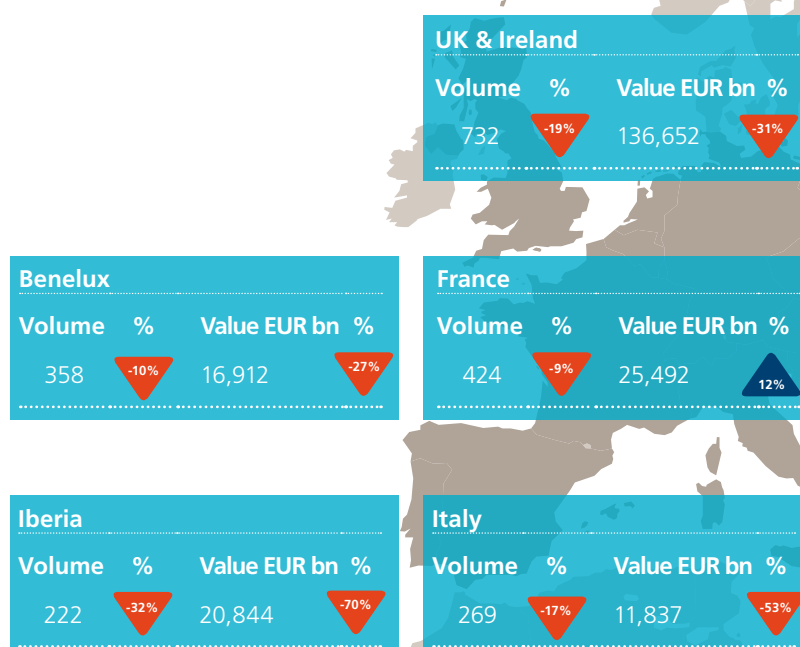 UK & Ireland
Volume % Value EUR bn %
732 -19% 136,652 -31%
Benelux
Volume % Value EUR bn %
358 -10% 16,912 -27%
France
Volume % Value EUR bn %
424 -9% 25,492 12%
Iberia
Volume % Value EUR bn %
222 -32% 20,844 -70%
Italy
Volume % Value EUR bn %
269 -17% 11,837 -53%